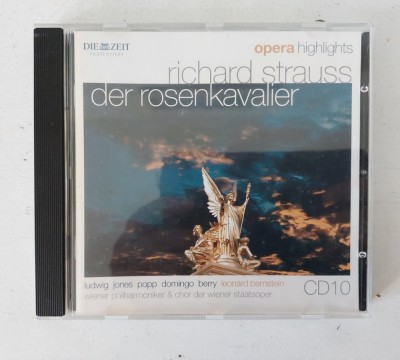 DIE ZEIT
PRÄSENTIERT
opera highlights
richard strauss
der rosenkavalier
ludwig jones popp domingo berry leonard bernstein
wiener philharmoniker & chor der wiener staatsoper
CD10